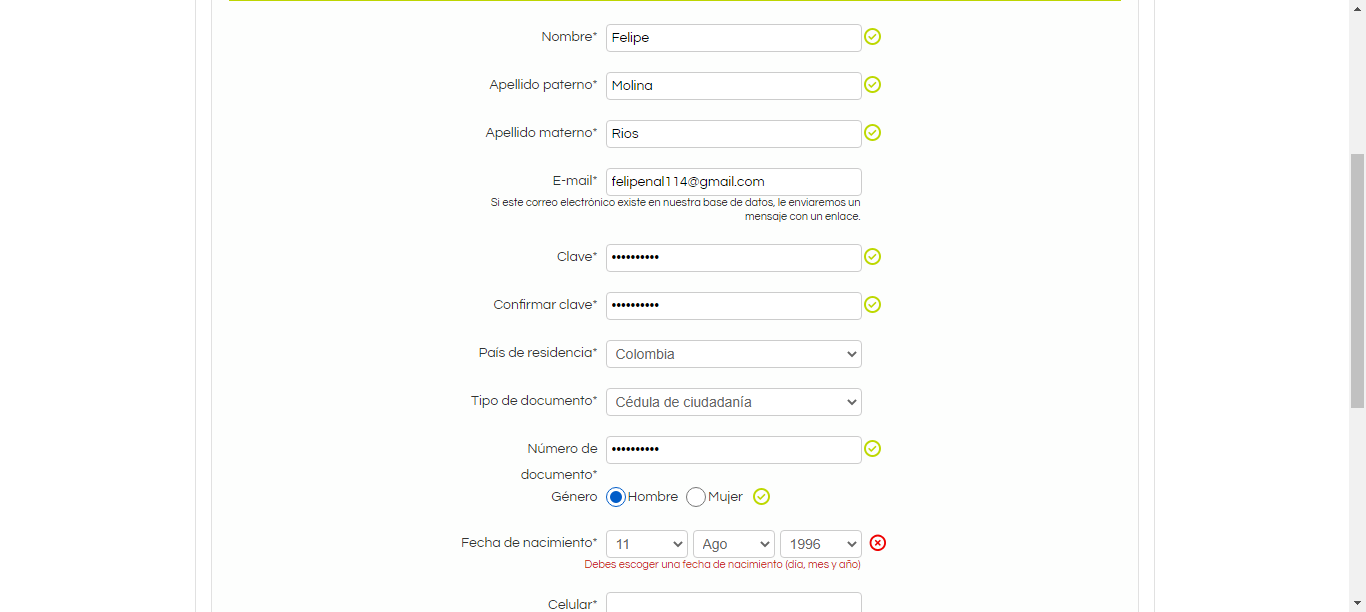 Nombre* Felipe
Apellido paterno* Molina
Apellido materno* Rios
E-mail* felipenal114@gmail.com
Si este correo electrónico existe en nuestra base de datos, le enviaremos un
mensaje con un enlace.
Clave* ••••••••••
Confirmar clave* ••••••••••
País de residencia* Colombia
Tipo de documento* Cédula de ciudadanía
Número de ••••••••••
documento*
Género Hombre Mujer
Fecha de nacimiento* 11 Ago 1996
Debes escoger una fecha de nacimiento (día, mes y año)
Celular*